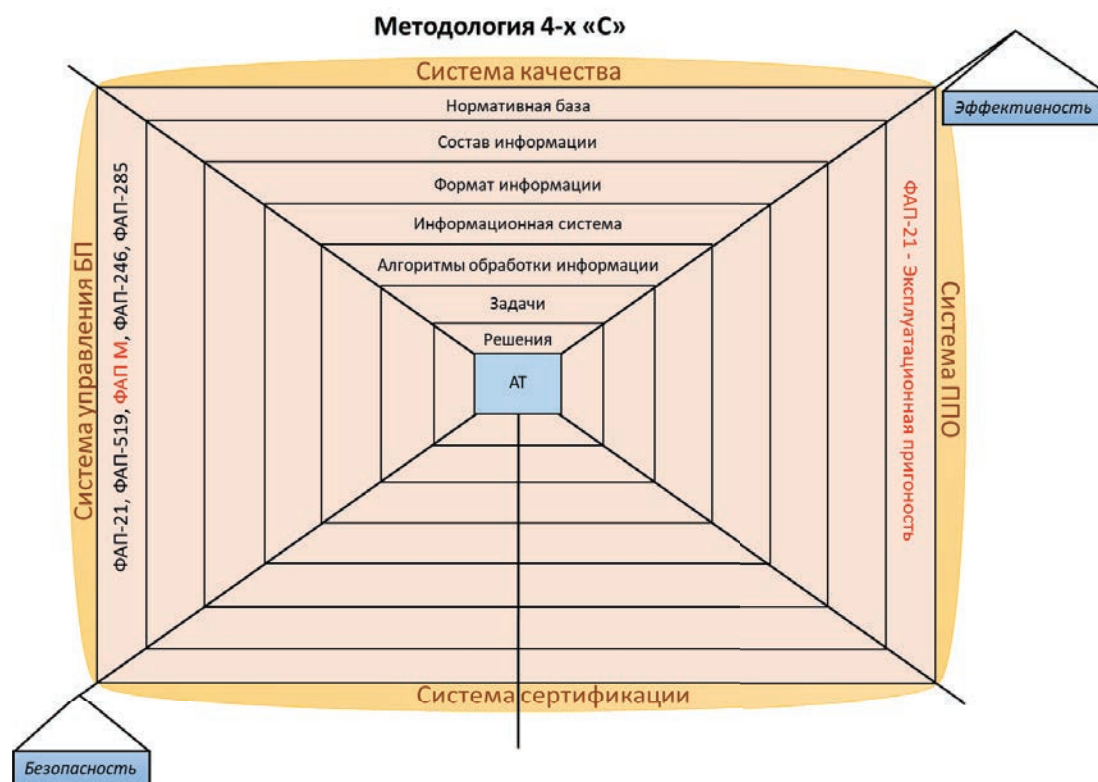 Методология 4-х «С»
Система качества
Эффективность
Нормативная база
Состав информации
Формат информации
Информационная система
Алгоритмы обработки информации
Задачи
Решения
АТ
Система управления БП
ФАП-21, ФАП-519, ФАП М, ФАП-246, ФАП-285
ФАП-21 - Эксплуатационная пригоность
Система ППО
Система сертификации
Безопасность